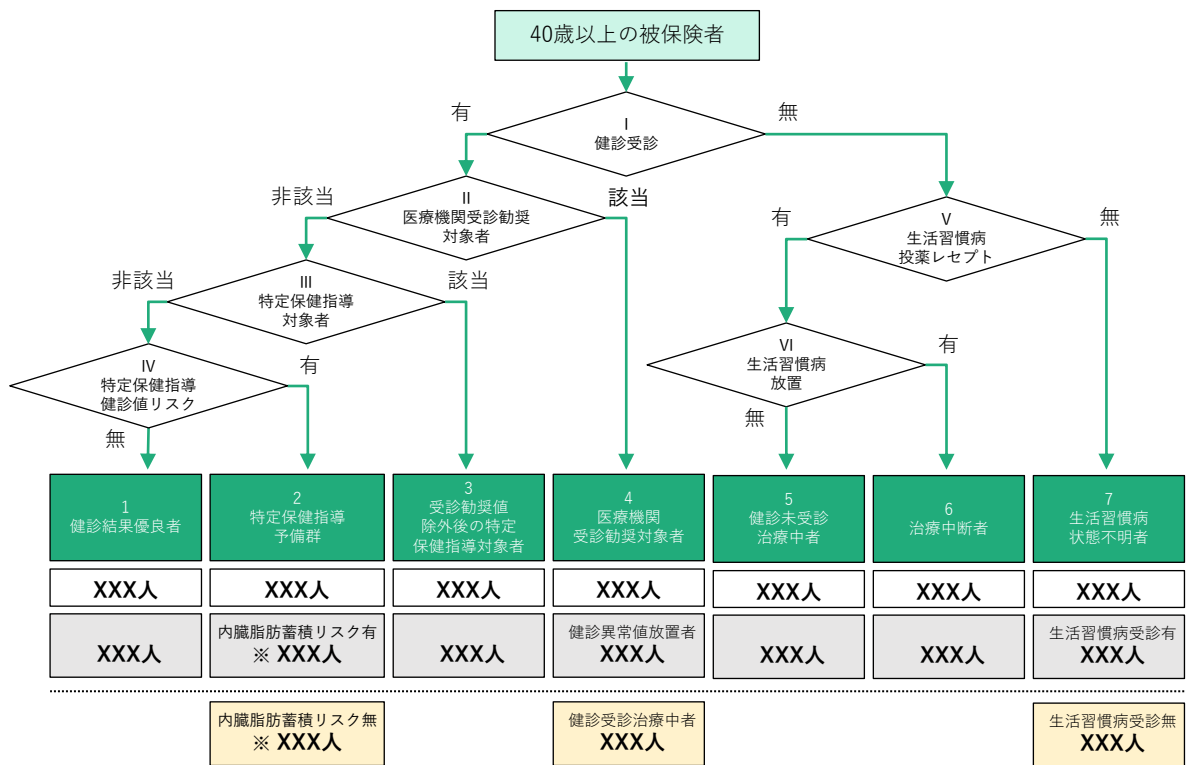 40歳以上の被保険者
有
無
I
健診受診
非該当
II
医療機関受診勧奨
対象者
該当
有
V
生活習慣病
投薬レセプト
無
非該当
III
特定保健指導
対象者
該当
IV
特定保健指導
健診値リスク
有
無
VI
生活習慣病
放置
有
無
1
健診結果優良者
2
特定保健指導
予備群
3
受診勧奨値
除外後の特定
保健指導対象者
4
医療機関
受診勧奨対象者
5
健診未受診
治療中者
6
治療中断者
7
生活習慣病
状態不明者
XXX人
XXX人
XXX人
XXX人
XXX人
XXX人
XXX人
XXX人
内臓脂肪蓄積リスク有
※ XXX人
XXX人
健診異常値放置者
XXX人
XXX人
XXX人
生活習慣病受診有
XXX人
内臓脂肪蓄積リスク無
※ XXX人
健診受診治療中者
XXX人
生活習慣病受診無
XXX人